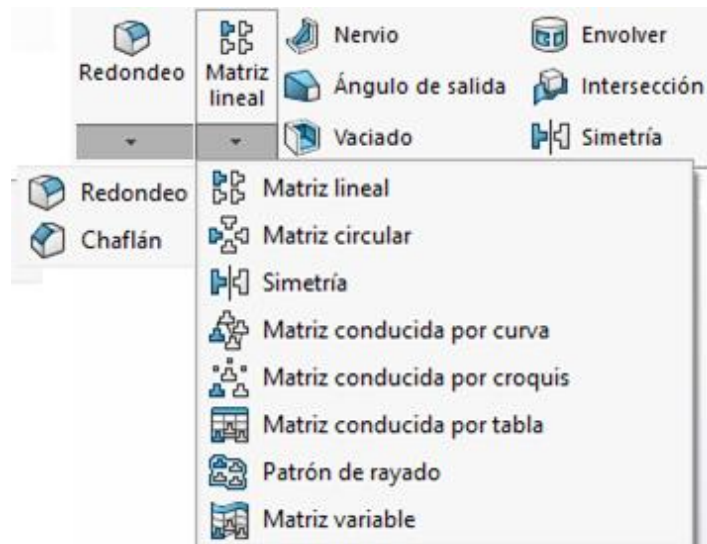 Redondeo
Matriz
lineal
Nervio
Ángulo de salida
Vaciado
Envolver
Intersección
Simetría
Redondeo
Chaflán
Matriz lineal
Matriz circular
Simetría
Matriz conducida por curva
Matriz conducida por croquis
Matriz conducida por tabla
Patrón de rayado
Matriz variable